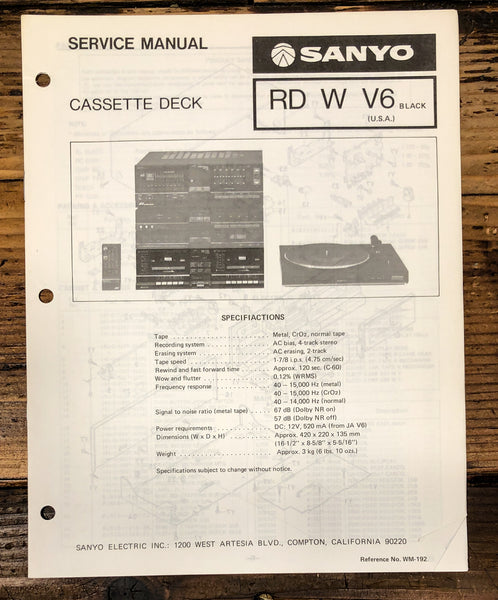 SERVICE MANUAL
SANYO
CASSETTE DECK
RD W V6 BLACK
(U.S.A.)
SPECIFIACTIONS
Tape Metal, CrO₂, normal tape
Recording system AC bias, 4-track stereo
Erasing system AC erasing, 2-track
Tape speed 1-7/8 i.p.s. (4.75 cm/sec)
Rewind and fast forward time Approx. 120 sec. (C-60)
Wow and flutter 0.12% (WRMS)
Frequency response 40 – 15,000 Hz (metal)
40 – 15,000 Hz (CrO₂)
40 – 14,000 Hz (normal)
Signal to noise ratio (metal tape) 67 dB (Dolby NR on)
57 dB (Dolby NR off)
Power requirements DC: 12V, 520 mA (from JA V6)
Dimensions (W x D x H) Approx. 420 x 220 x 135 mm
(16-1/2" x 8-5/8" x 5-5/16")
Weight Approx. 3 kg (6 lbs. 10 ozs.)
Specifications subject to change without notice.
SANYO ELECTRIC INC.: 1200 WEST ARTESIA BLVD., COMPTON, CALIFORNIA 90220
Reference No. WM-192